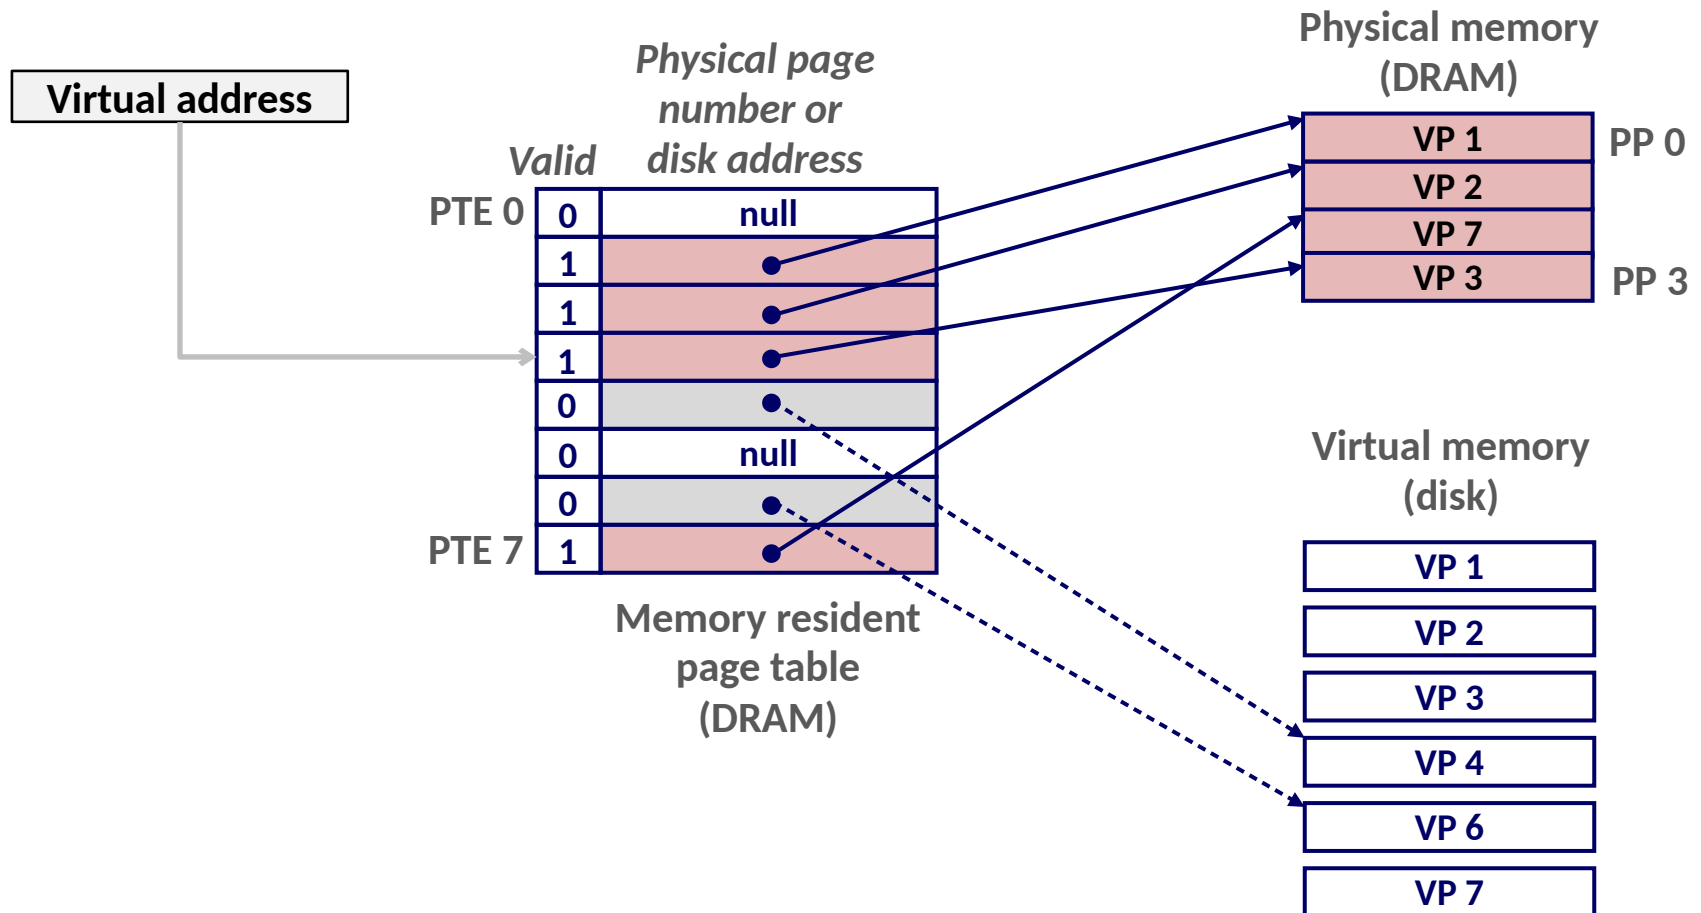 Virtual address
Physical page
number or
disk address
Valid
PTE 0
0
null
1
1
1
0
0
null
0
PTE 7
1
Memory resident
page table
(DRAM)
Physical memory
(DRAM)
VP 1
PP 0
VP 2
VP 7
VP 3
PP 3
Virtual memory
(disk)
VP 1
VP 2
VP 3
VP 4
VP 6
VP 7